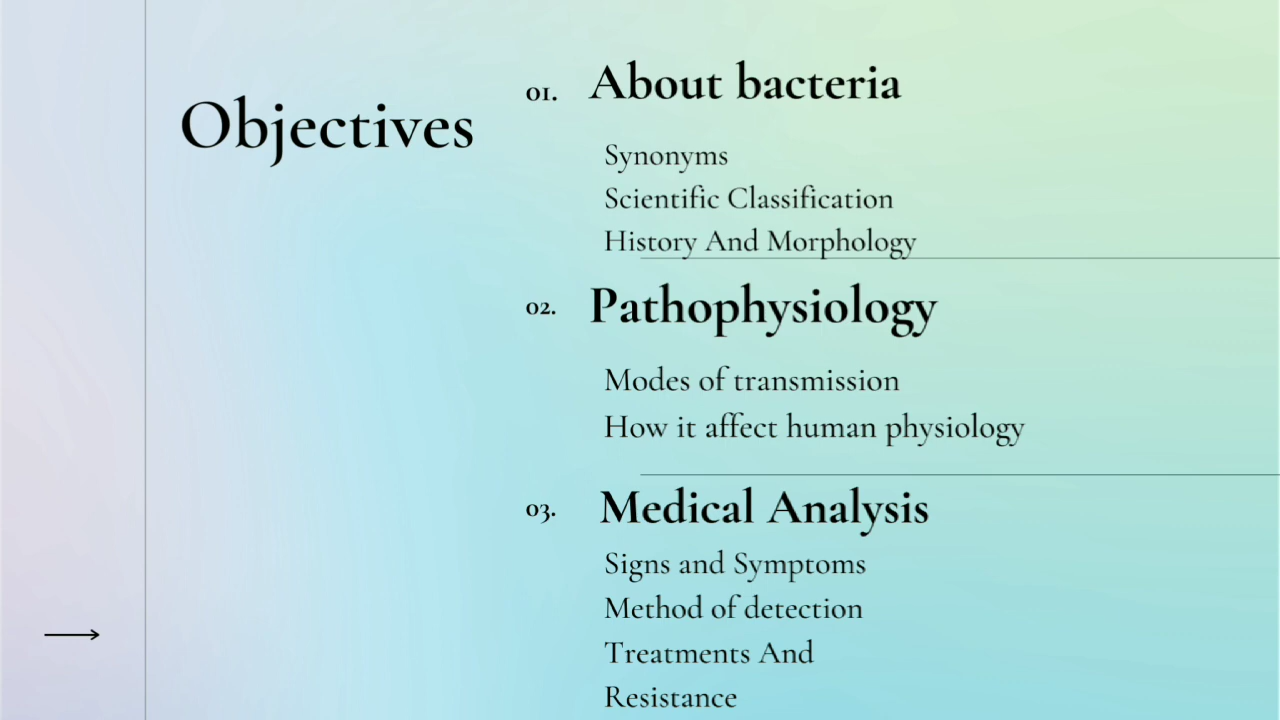 Objectives
01. About bacteria
Synonyms
Scientific Classification
History And Morphology
02. Pathophysiology
Modes of transmission
How it affect human physiology
03. Medical Analysis
Signs and Symptoms
Method of detection
Treatments And
Resistance